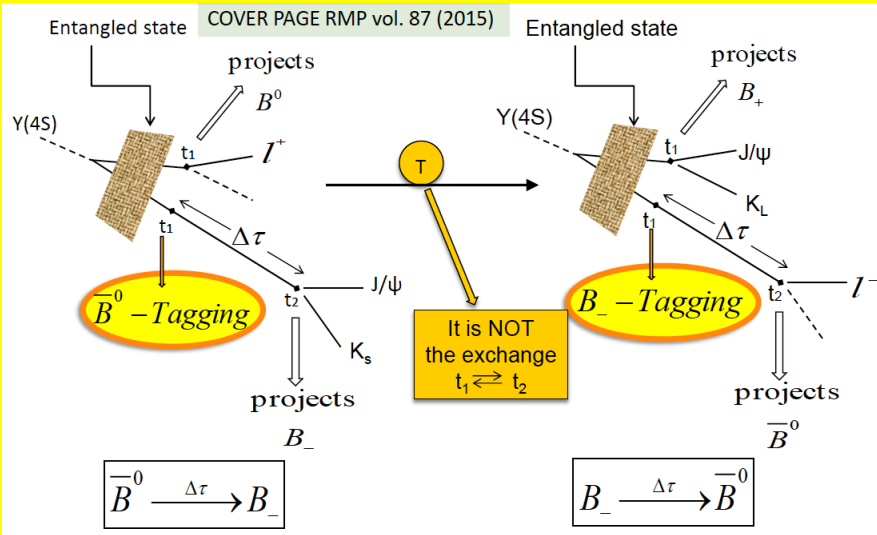 COVER PAGE RMP vol. 87 (2015)
Entangled state
projects
B⁰
Υ(4S)
t₁
l⁺
t₁
Δτ
B̅⁰ – Tagging
t₂
J/ψ
Kₛ
projects
B₋
B̅⁰ —Δτ→ B₋
T
It is NOT
the exchange
t₁ ⇄ t₂
Entangled state
projects
B₊
Υ(4S)
t₁
J/ψ
K_L
t₁
Δτ
B₋ – Tagging
t₂
l⁻
projects
B̅⁰
B₋ —Δτ→ B̅⁰